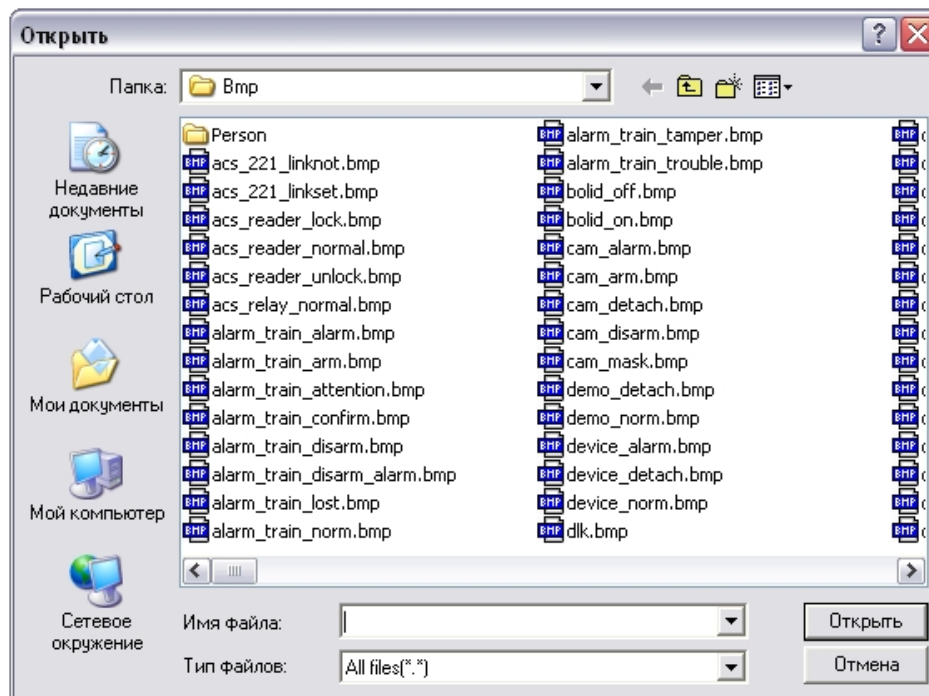 Открыть
Папка: Bmp
Недавние документы
Рабочий стол
Мои документы
Мой компьютер
Сетевое окружение
Person
acs_221_linknot.bmp
acs_221_linkset.bmp
acs_reader_lock.bmp
acs_reader_normal.bmp
acs_reader_unlock.bmp
acs_relay_normal.bmp
alarm_train_alarm.bmp
alarm_train_arm.bmp
alarm_train_attention.bmp
alarm_train_confirm.bmp
alarm_train_disarm.bmp
alarm_train_disarm_alarm.bmp
alarm_train_lost.bmp
alarm_train_norm.bmp
alarm_train_tamper.bmp
alarm_train_trouble.bmp
bolid_off.bmp
bolid_on.bmp
cam_alarm.bmp
cam_arm.bmp
cam_detach.bmp
cam_disarm.bmp
cam_mask.bmp
demo_detach.bmp
demo_norm.bmp
device_alarm.bmp
device_detach.bmp
device_norm.bmp
dlk.bmp
Имя файла:
Открыть
Тип файлов: All files(*.*)
Отмена